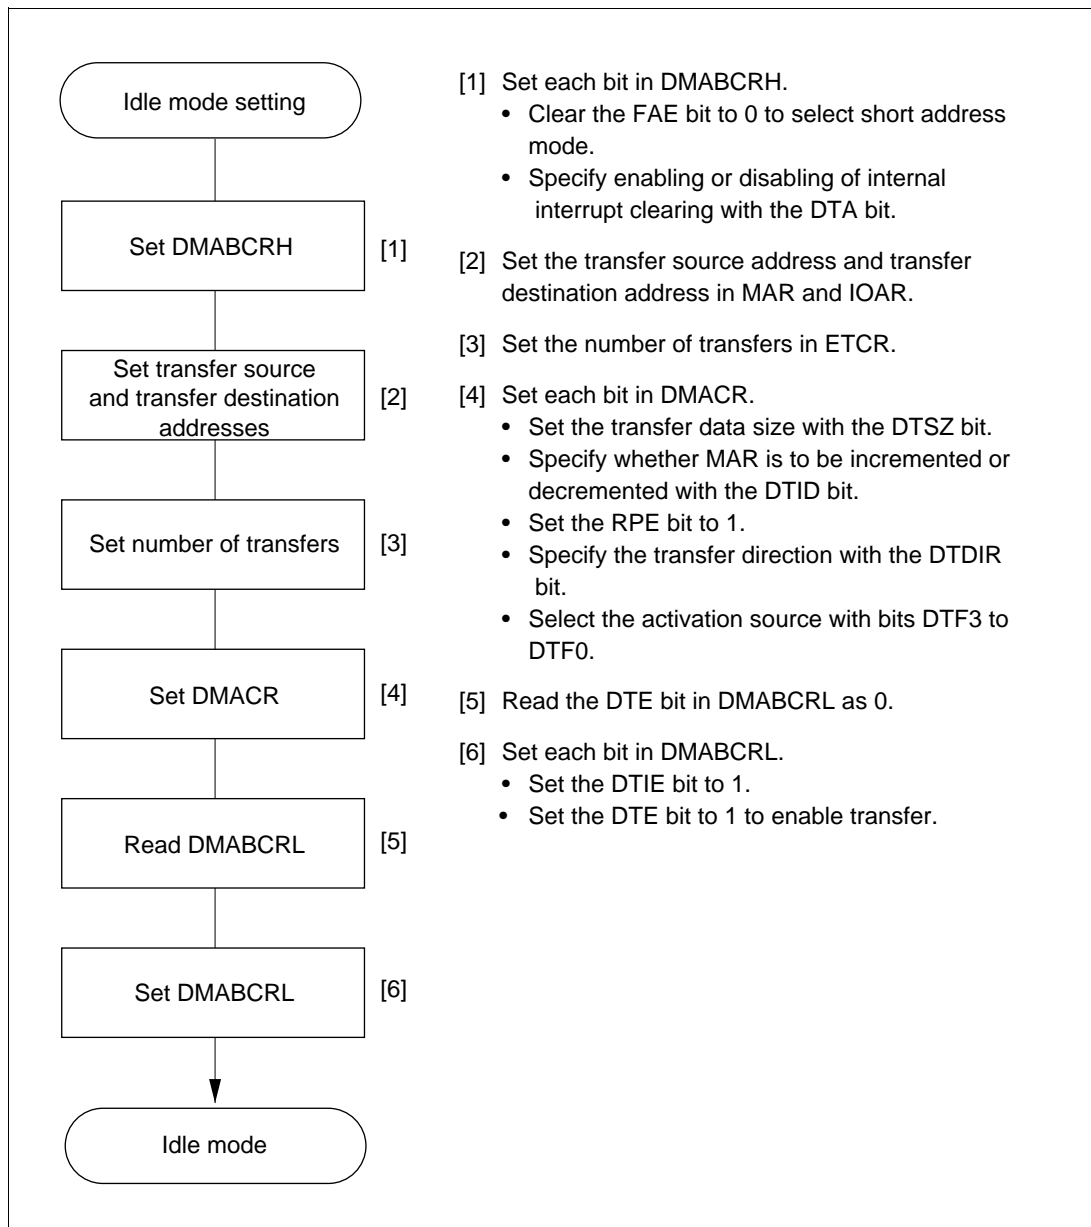 Idle mode setting
Set DMABCRH
[1]
Set transfer source
and transfer destination
addresses
[2]
Set number of transfers
[3]
Set DMACR
[4]
Read DMABCRL
[5]
Set DMABCRL
[6]
Idle mode
[1] Set each bit in DMABCRH.
• Clear the FAE bit to 0 to select short address
mode.
• Specify enabling or disabling of internal
interrupt clearing with the DTA bit.
[2] Set the transfer source address and transfer
destination address in MAR and IOAR.
[3] Set the number of transfers in ETCR.
[4] Set each bit in DMACR.
• Set the transfer data size with the DTSZ bit.
• Specify whether MAR is to be incremented or
decremented with the DTID bit.
• Set the RPE bit to 1.
• Specify the transfer direction with the DTDIR
bit.
• Select the activation source with bits DTF3 to
DTF0.
[5] Read the DTE bit in DMABCRL as 0.
[6] Set each bit in DMABCRL.
• Set the DTIE bit to 1.
• Set the DTE bit to 1 to enable transfer.